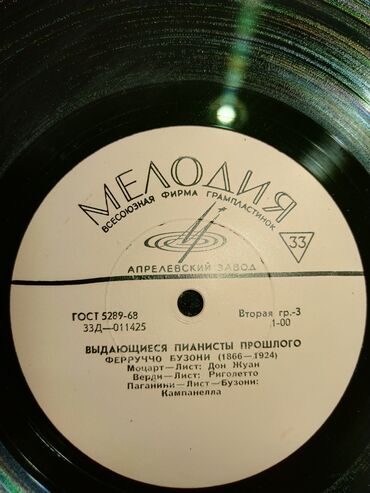 МЕЛОДИЯ
ВСЕСОЮЗНАЯ ФИРМА ГРАМПЛАСТИНОК
33
АПРЕЛЕВСКИЙ ЗАВОД
ГОСТ 5289-68 Вторая гр.-3
33Д—011425 1-00
ВЫДАЮЩИЕСЯ ПИАНИСТЫ ПРОШЛОГО
ФЕРРУЧЧО БУЗОНИ (1866—1924)
Моцарт—Лист: Дон Жуан
Верди—Лист: Риголетто
Паганини—Лист—Бузони:
Кампанелла